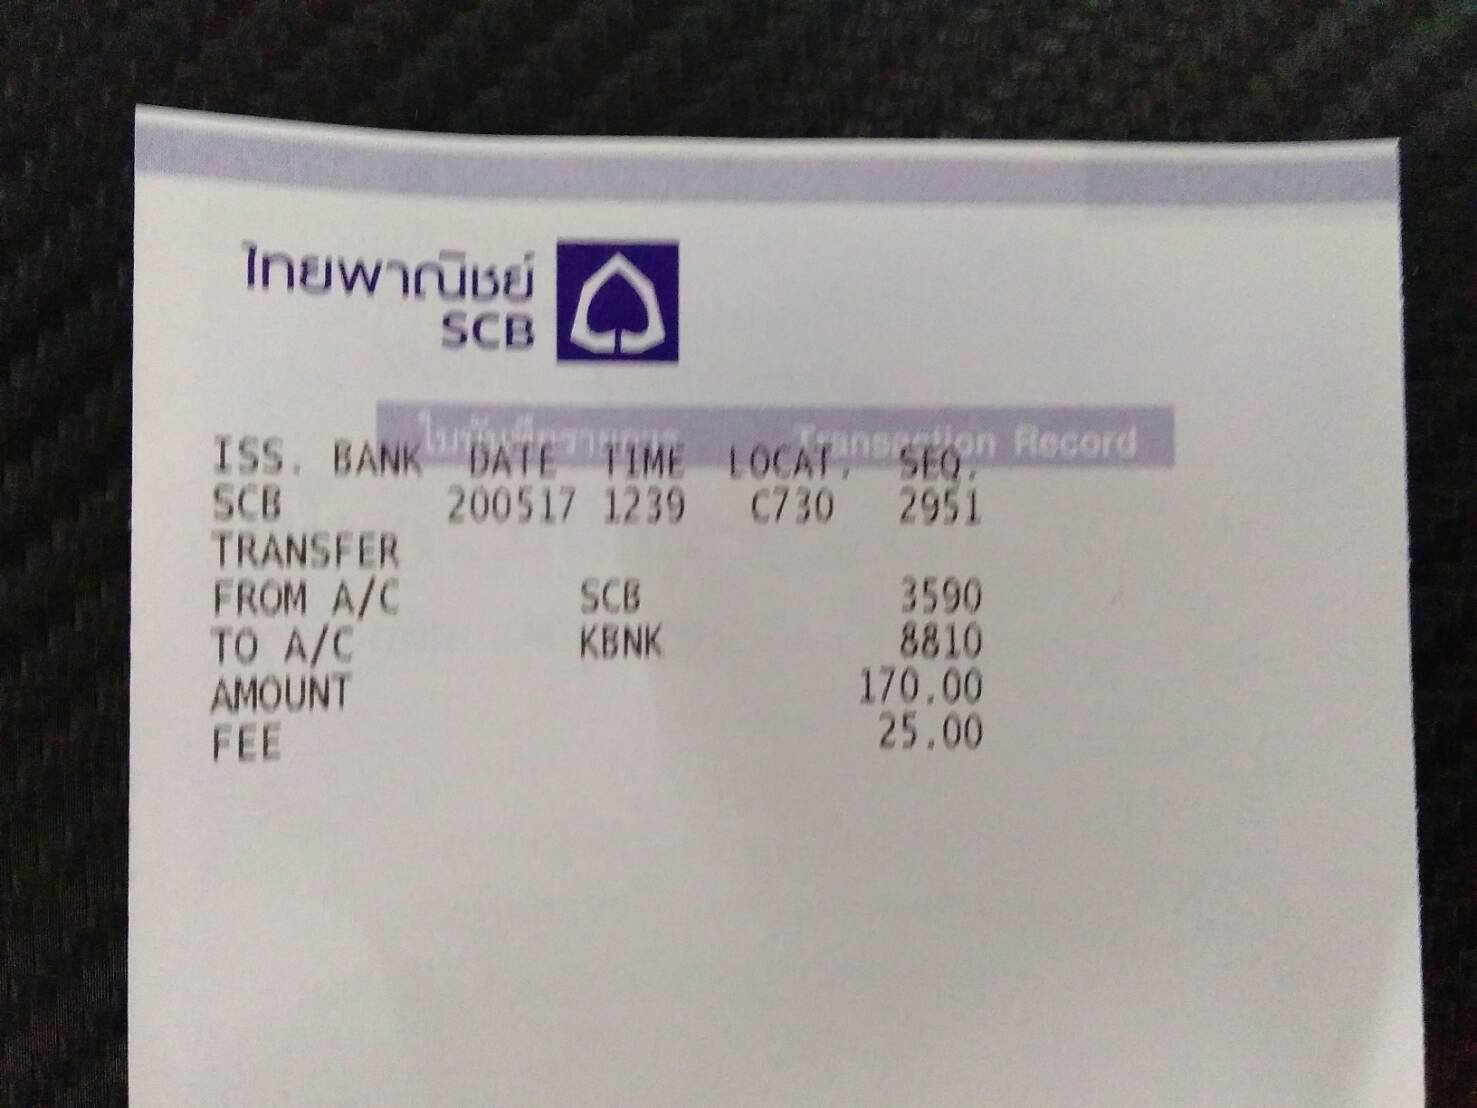 ไทยพาณิชย์
SCB
ใบบันทึกรายการ Transaction Record
ISS. BANK DATE TIME LOCAT. SEQ.
SCB 200517 1239 C730 2951
TRANSFER
FROM A/C SCB 3590
TO A/C KBNK 8810
AMOUNT 170.00
FEE 25.00